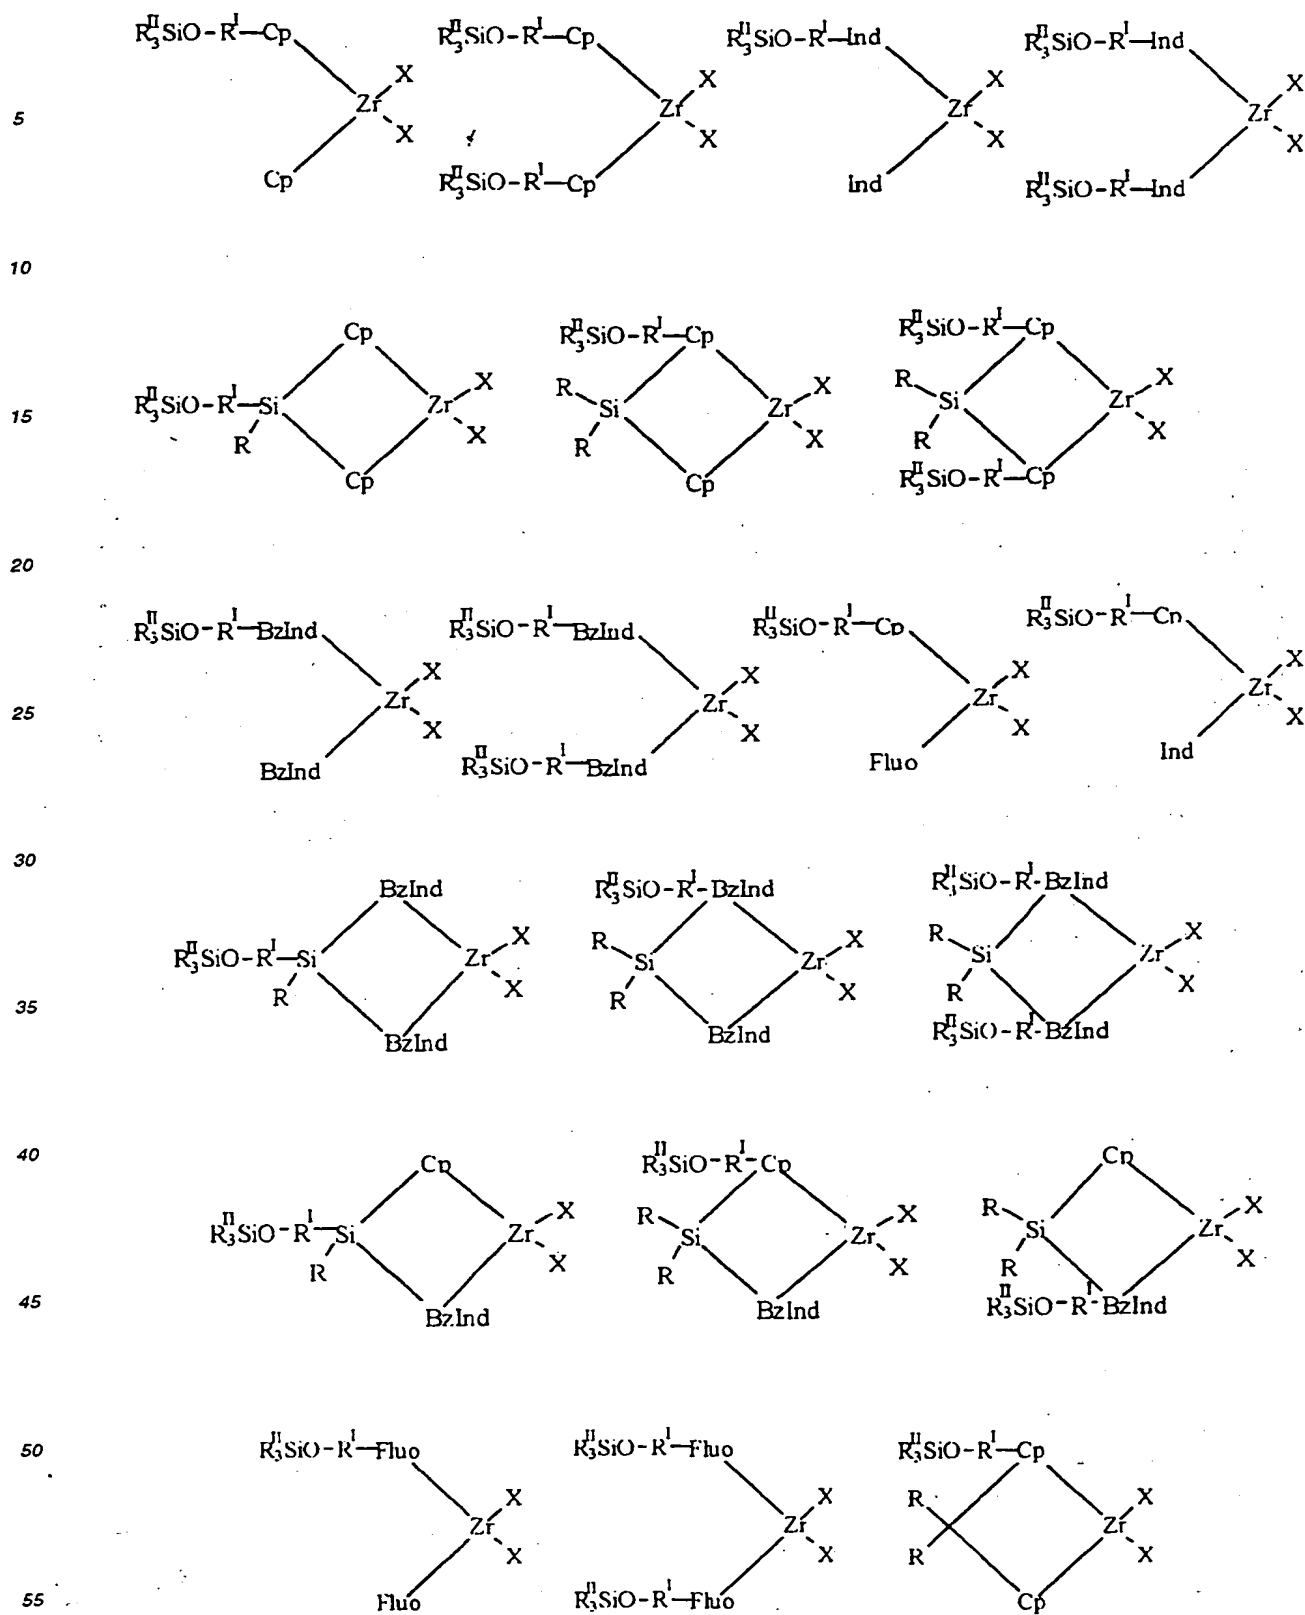 R₃ᴵᴵSiO-Rᴵ-Cp R₃ᴵᴵSiO-Rᴵ-Cp R₃ᴵᴵSiO-Rᴵ-Ind R₃ᴵᴵSiO-Rᴵ-Ind
X X X X
5 Zr Zr Zr Zr
X X X X
Cp R₃ᴵᴵSiO-Rᴵ-Cp Ind R₃ᴵᴵSiO-Rᴵ-Ind
10
Cp R₃ᴵᴵSiO-Rᴵ-Cp R₃ᴵᴵSiO-Rᴵ-Cp
X R X R X
15 R₃ᴵᴵSiO-Rᴵ-Si Zr Si Zr Si Zr
R X R X R X
Cp Cp R₃ᴵᴵSiO-Rᴵ-Cp
20
R₃ᴵᴵSiO-Rᴵ-BzInd R₃ᴵᴵSiO-Rᴵ-BzInd R₃ᴵᴵSiO-Rᴵ-Cp R₃ᴵᴵSiO-Rᴵ-Cp
X X X X
25 Zr Zr Zr Zr
X X X X
BzInd R₃ᴵᴵSiO-Rᴵ-BzInd Fluo Ind
30
BzInd R₃ᴵᴵSiO-Rᴵ-BzInd R₃ᴵᴵSiO-Rᴵ-BzInd
X R X R X
R₃ᴵᴵSiO-Rᴵ-Si Zr Si Zr Si Zr
35 R X R X R X
BzInd BzInd R₃ᴵᴵSiO-Rᴵ-BzInd
40 Cp R₃ᴵᴵSiO-Rᴵ-Cp Cp
X R X R X
R₃ᴵᴵSiO-Rᴵ-Si Zr Si Zr Si Zr
R X R X R X
45 BzInd BzInd R₃ᴵᴵSiO-Rᴵ-BzInd
50 R₃ᴵᴵSiO-Rᴵ-Fluo R₃ᴵᴵSiO-Rᴵ-Fluo R₃ᴵᴵSiO-Rᴵ-Cp
X X R X
Zr Zr Zr
X X R X
55 Fluo R₃ᴵᴵSiO-Rᴵ-Fluo Cp